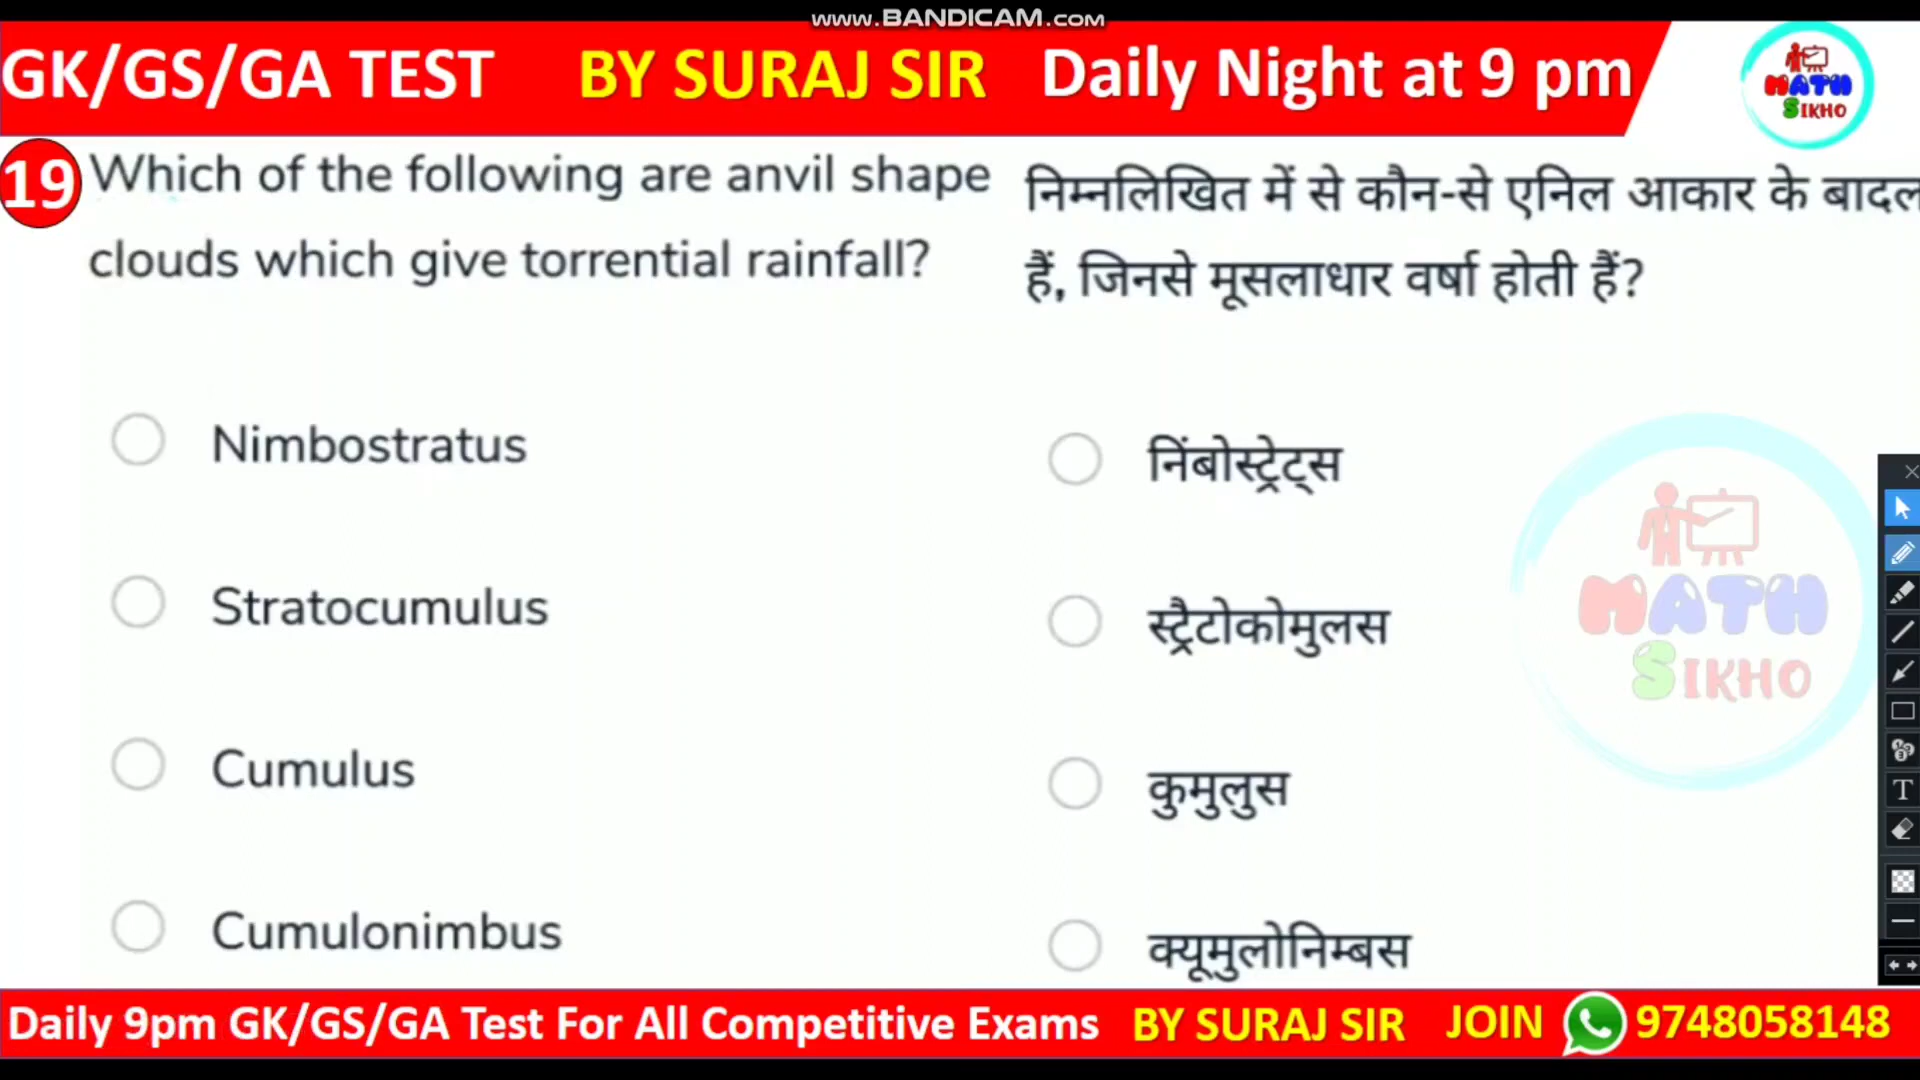 www.BANDICAM.com
GK/GS/GA TEST BY SURAJ SIR Daily Night at 9 pm
MATH
SIKHO
19 Which of the following are anvil shape
clouds which give torrential rainfall?
निम्नलिखित में से कौन-से एनिल आकार के बादल
हैं, जिनसे मूसलाधार वर्षा होती हैं?
Nimbostratus
Stratocumulus
Cumulus
Cumulonimbus
निंबोस्ट्रेट्स
स्ट्रैटोकोमुलस
कुमुलुस
क्यूमुलोनिम्बस
MATH
SIKHO
T
Daily 9pm GK/GS/GA Test For All Competitive Exams BY SURAJ SIR JOIN 9748058148